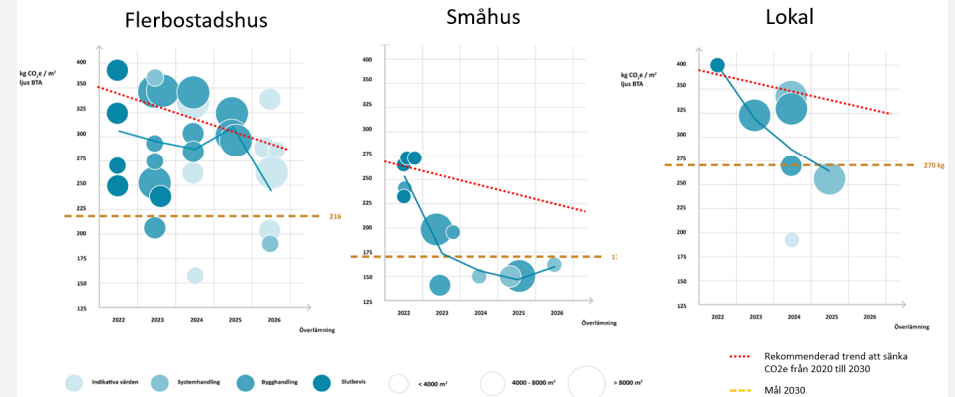 Flerbostadshus
Småhus
Lokal
kg CO₂e / m²
ljus BTA
400
350
325
300
275
250
225
200
175
150
125
216
2022
2023
2024
2025
2026
Överlämning
400
350
325
300
275
250
225
200
175
150
125
2022
2023
2024
2025
2026
Överlämning
kg CO₂e / m²
ljus BTA
400
350
325
300
275
250
225
200
175
150
125
270 kg
2022
2023
2024
2025
2026
Överlämning
Indikativa värden
Systemhandling
Bygghandling
Slutbevis
< 4000 m²
4000 - 8000 m²
> 8000 m²
Rekommenderad trend att sänka
CO2e från 2020 till 2030
Mål 2030